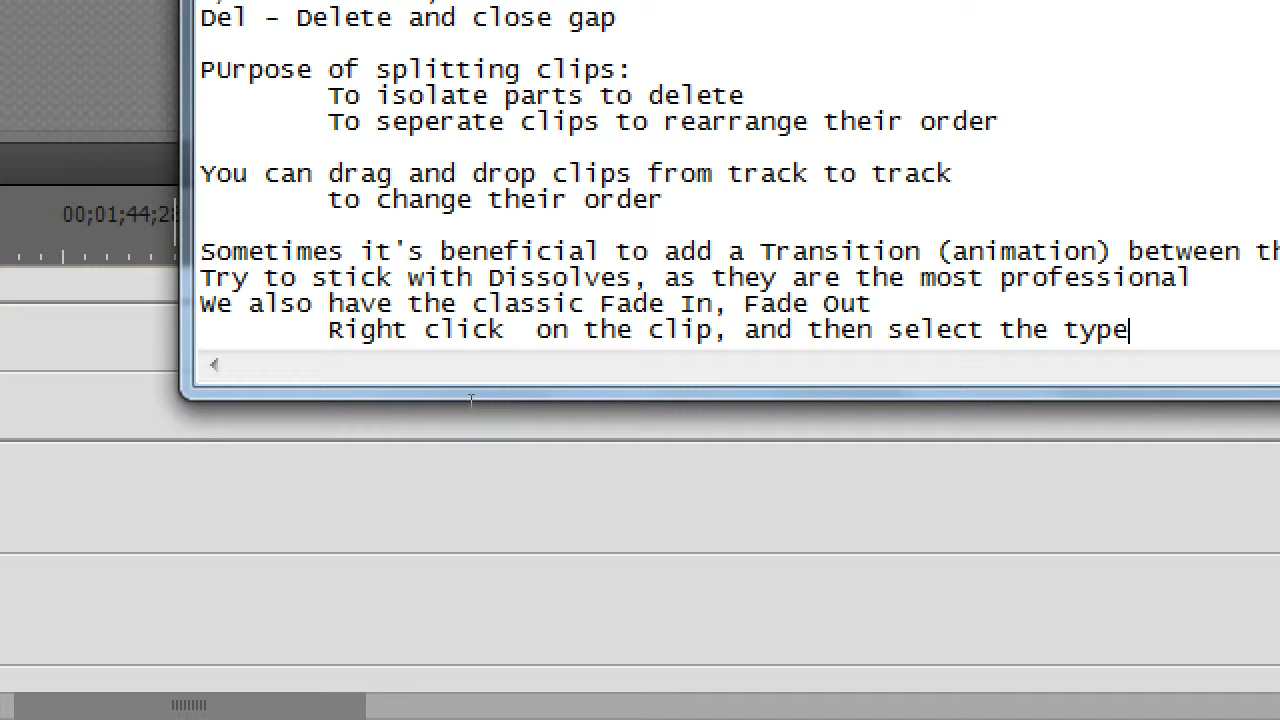 Del - Delete and close gap
PUrpose of splitting clips:
To isolate parts to delete
To seperate clips to rearrange their order
You can drag and drop clips from track to track
to change their order
00;01;44;28
Sometimes it's beneficial to add a Transition (animation) between th
Try to stick with Dissolves, as they are the most professional
We also have the classic Fade In, Fade Out
Right click  on the clip, and then select the type